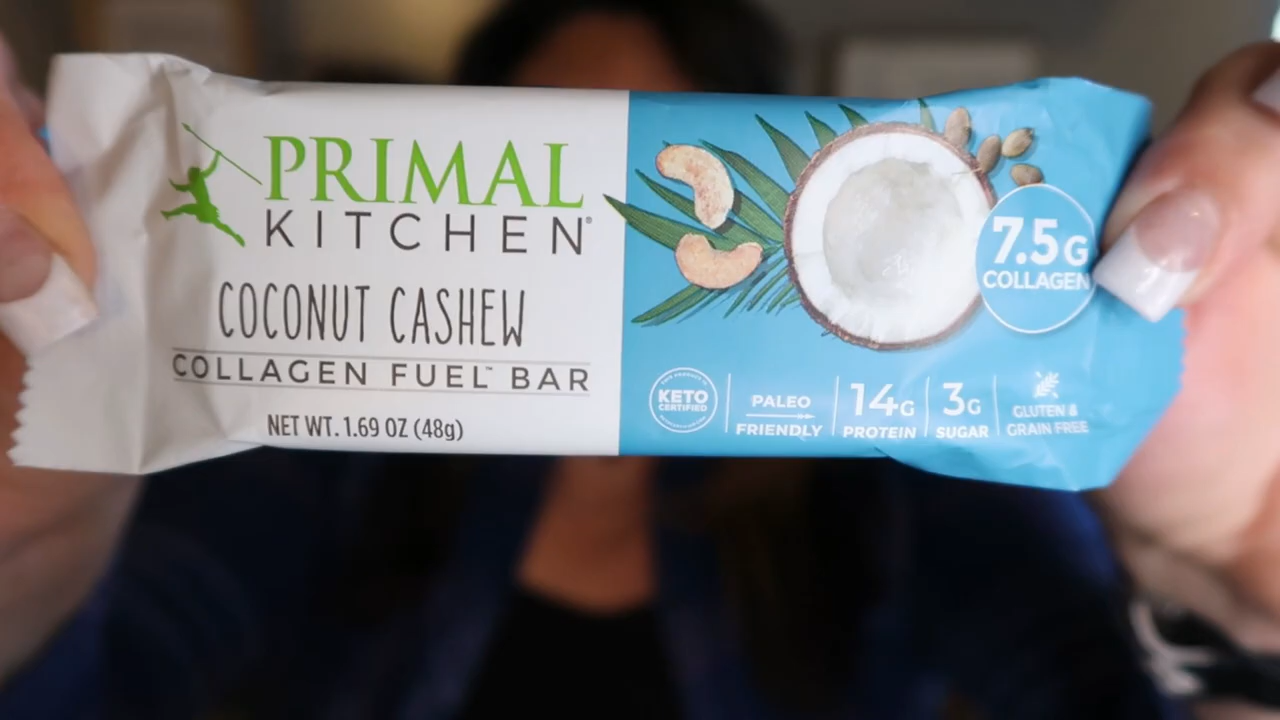 PRIMAL
KITCHEN®
COCONUT CASHEW
COLLAGEN FUEL™ BAR
NET WT. 1.69 OZ (48g)
7.5G
COLLAGEN
KETO
CERTIFIED
PALEO
FRIENDLY
14G
PROTEIN
3G
SUGAR
GLUTEN &
GRAIN FREE